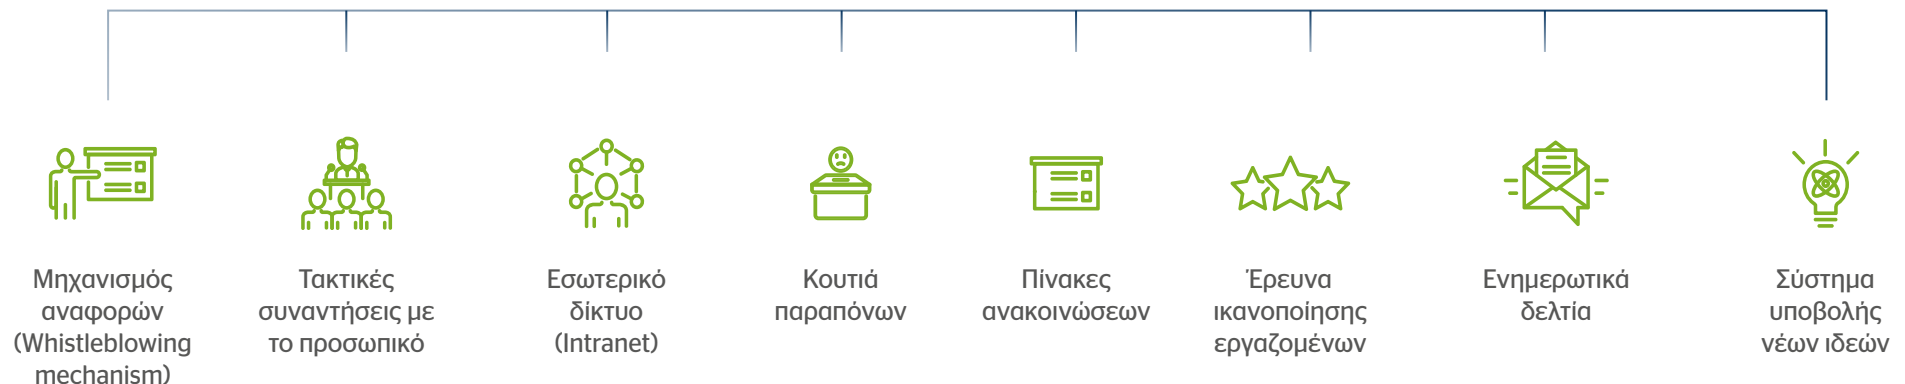 Μηχανισμός
αναφορών
(Whistleblowing
mechanism)
Τακτικές
συναντήσεις με
το προσωπικό
Εσωτερικό
δίκτυο
(Intranet)
Κουτιά
παραπόνων
Πίνακες
ανακοινώσεων
Έρευνα
ικανοποίησης
εργαζομένων
Ενημερωτικά
δελτία
Σύστημα
υποβολής
νέων ιδεών